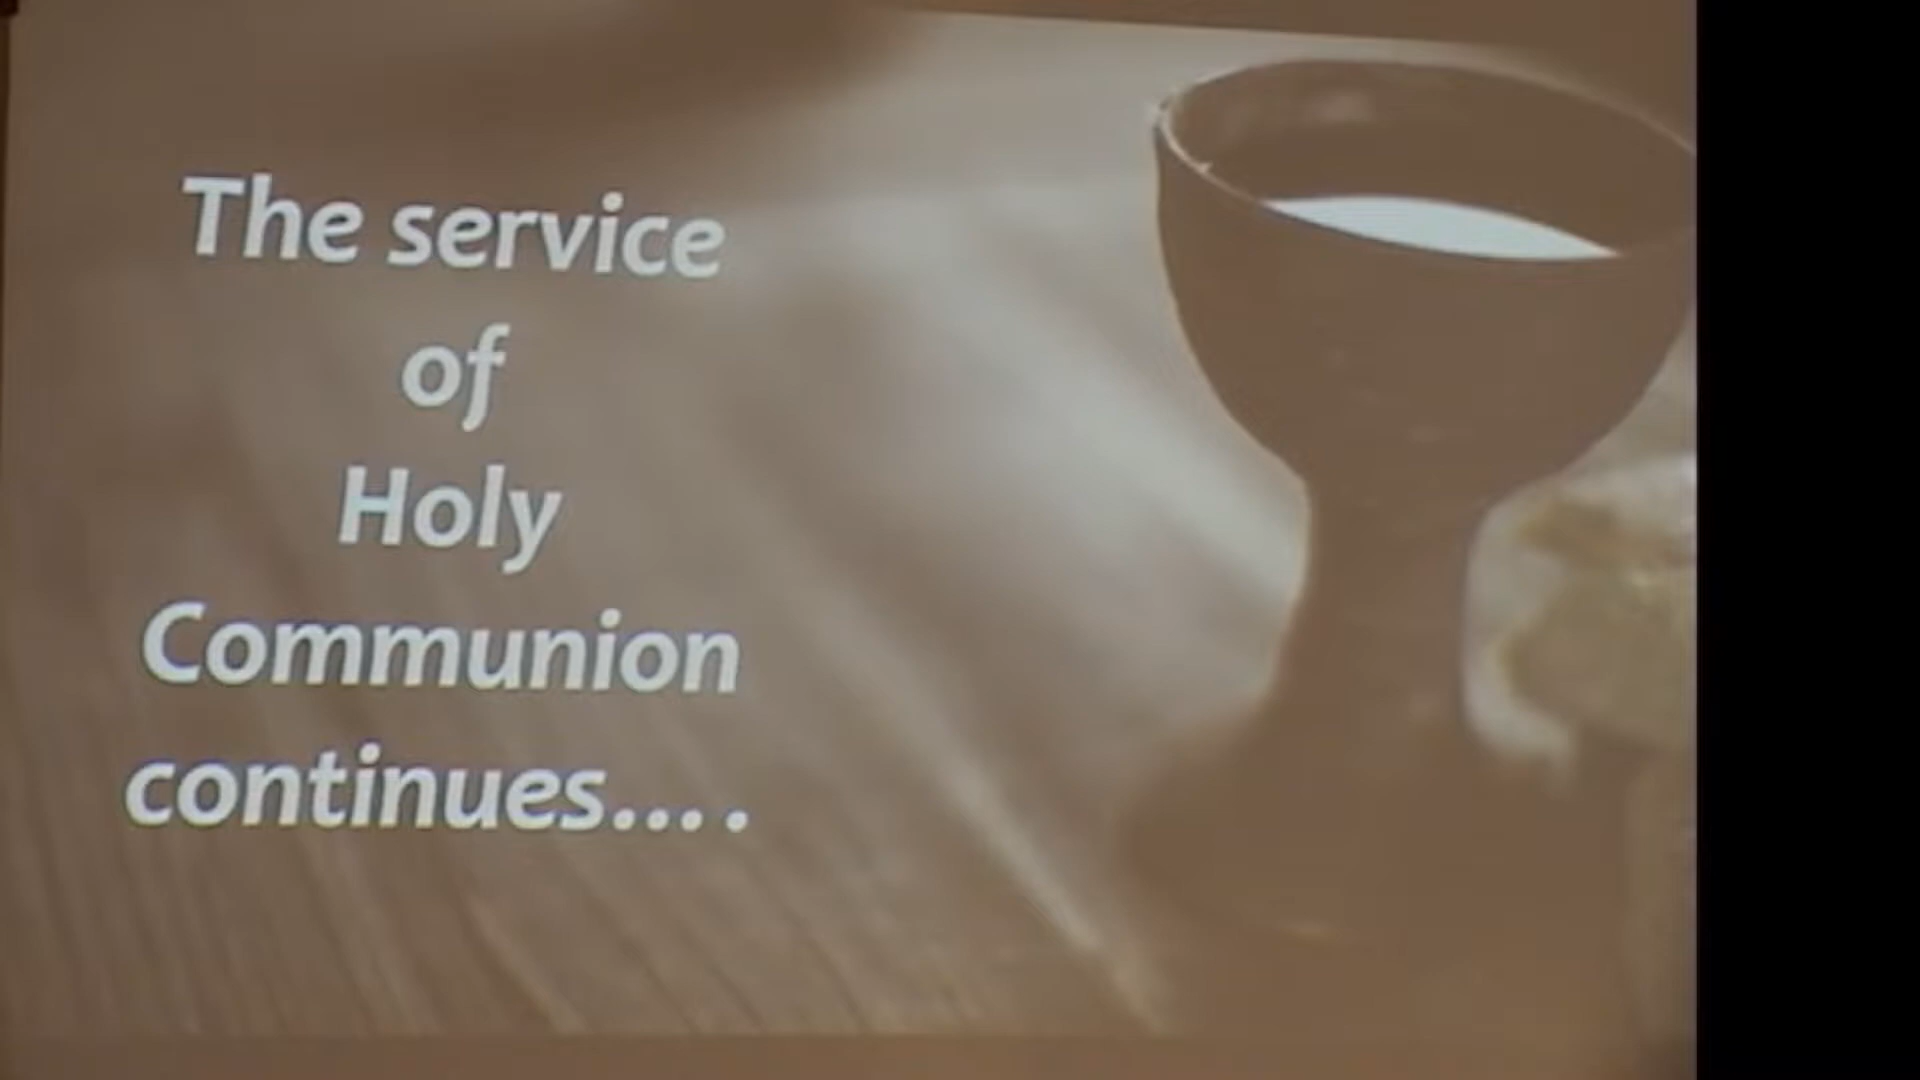 The service
of
Holy
Communion
continues....